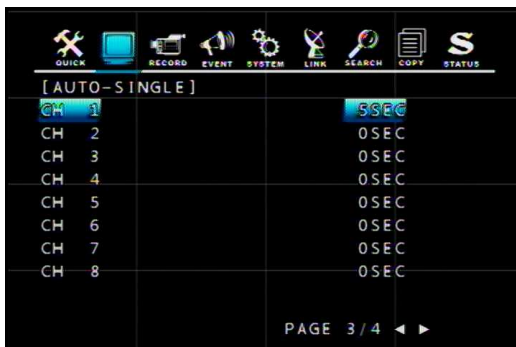 QUICK RECORD EVENT SYSTEM LINK SEARCH COPY STATUS
[AUTO-SINGLE]
CH 1 5SEC
CH 2 0SEC
CH 3 0SEC
CH 4 0SEC
CH 5 0SEC
CH 6 0SEC
CH 7 0SEC
CH 8 0SEC
PAGE 3/4 ◄ ►